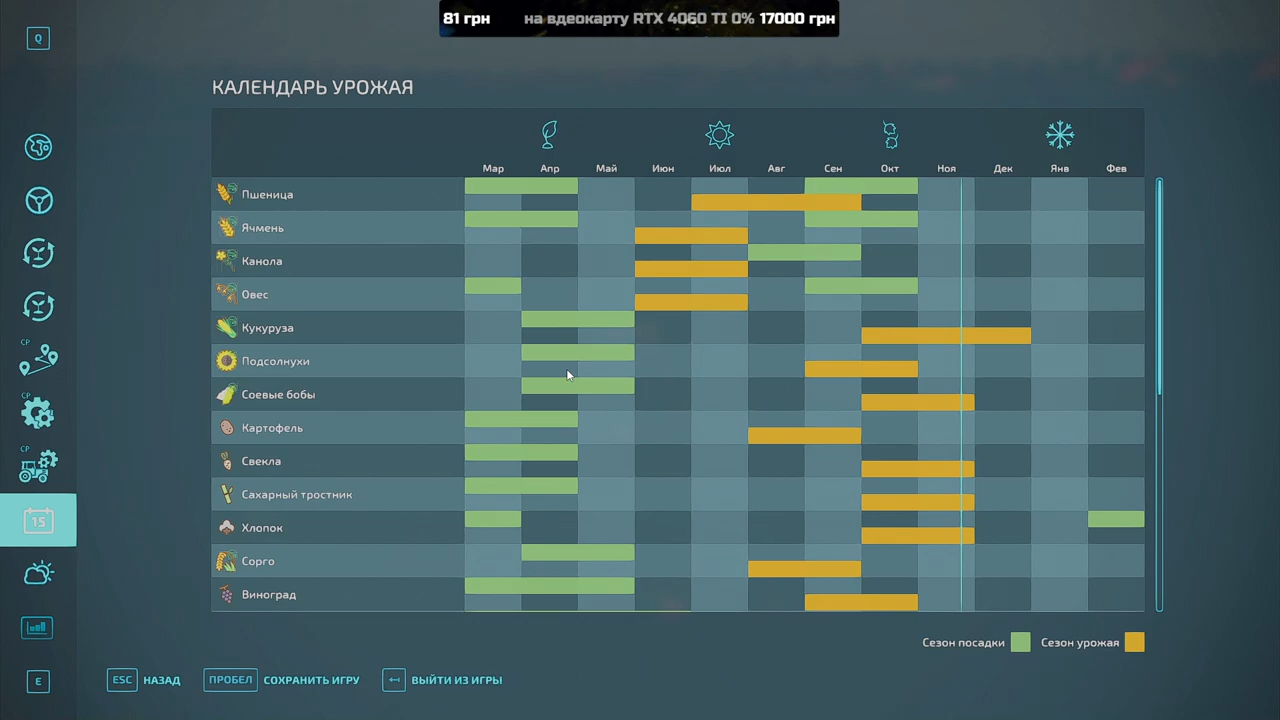 81 грн на вдеокарту RTX 4060 TI 0% 17000 грн
Q
КАЛЕНДАРЬ УРОЖАЯ
Мар Апр Май Июн Июл Авг Сен Окт Ноя Дек Янв Фев
Пшеница
Ячмень
Канола
Овес
Кукуруза
CP
Подсолнухи
Соевые бобы
CP
Картофель
CP
Свекла
Сахарный тростник
15
Хлопок
Сорго
Виноград
Сезон посадки Сезон урожая
E
ESC НАЗАД ПРОБЕЛ СОХРАНИТЬ ИГРУ ВЫЙТИ ИЗ ИГРЫ